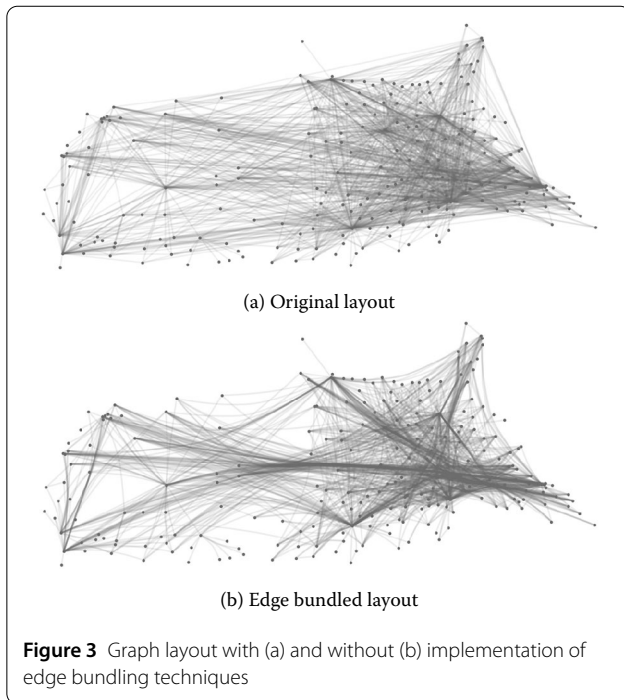 (a) Original layout
(b) Edge bundled layout
Figure 3 Graph layout with (a) and without (b) implementation of
edge bundling techniques